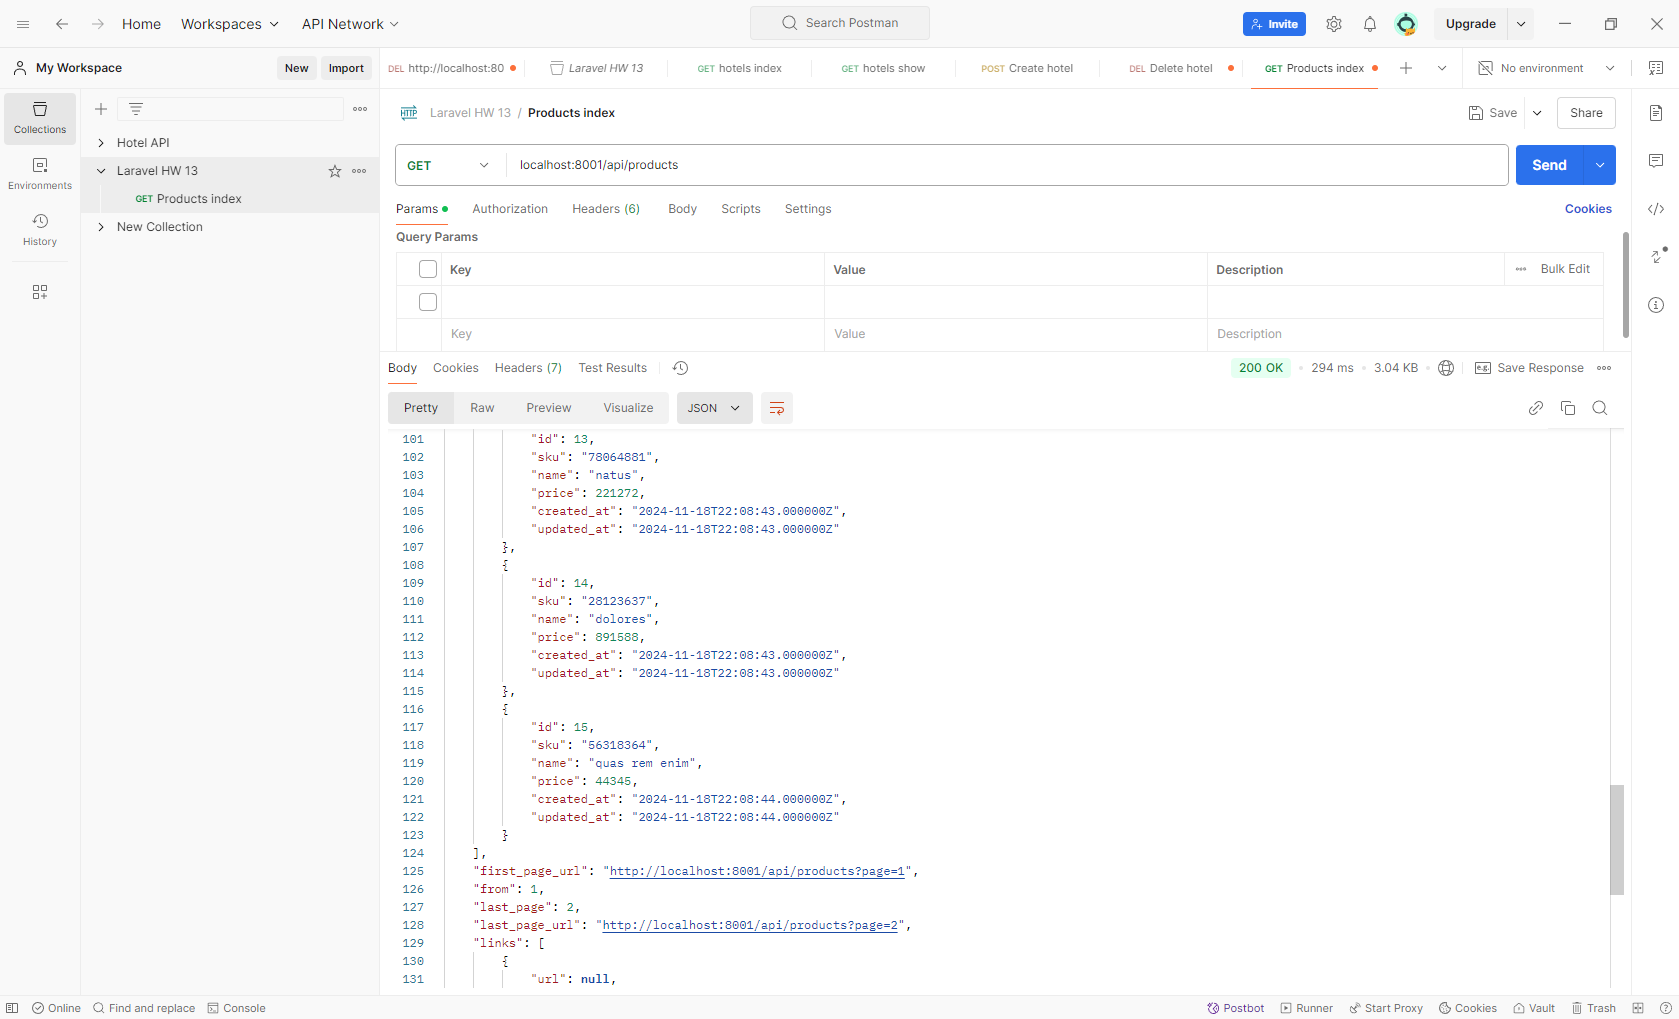 Home Workspaces API Network Search Postman Invite Upgrade
My Workspace New Import DEL http://localhost:80 Laravel HW 13 GET hotels index GET hotels show POST Create hotel DEL Delete hotel GET Products index No environment
Collections
Environments
History
Hotel API
Laravel HW 13
GET Products index
New Collection
HTTP Laravel HW 13 / Products index Save Share
GET localhost:8001/api/products Send
Params Authorization Headers (6) Body Scripts Settings Cookies
Query Params
Key Value Description Bulk Edit
Key Value Description
Body Cookies Headers (7) Test Results 200 OK 294 ms 3.04 KB e.g. Save Response
Pretty Raw Preview Visualize JSON
101 "id": 13,
102 "sku": "78064881",
103 "name": "natus",
104 "price": 221272,
105 "created_at": "2024-11-18T22:08:43.000000Z",
106 "updated_at": "2024-11-18T22:08:43.000000Z"
107 },
108 {
109 "id": 14,
110 "sku": "28123637",
111 "name": "dolores",
112 "price": 891588,
113 "created_at": "2024-11-18T22:08:43.000000Z",
114 "updated_at": "2024-11-18T22:08:43.000000Z"
115 },
116 {
117 "id": 15,
118 "sku": "56318364",
119 "name": "quas rem enim",
120 "price": 44345,
121 "created_at": "2024-11-18T22:08:44.000000Z",
122 "updated_at": "2024-11-18T22:08:44.000000Z"
123 }
124 ],
125 "first_page_url": "http://localhost:8001/api/products?page=1",
126 "from": 1,
127 "last_page": 2,
128 "last_page_url": "http://localhost:8001/api/products?page=2",
129 "links": [
130 {
131 "url": null,
Online Find and replace Console Postbot Runner Start Proxy Cookies Vault Trash